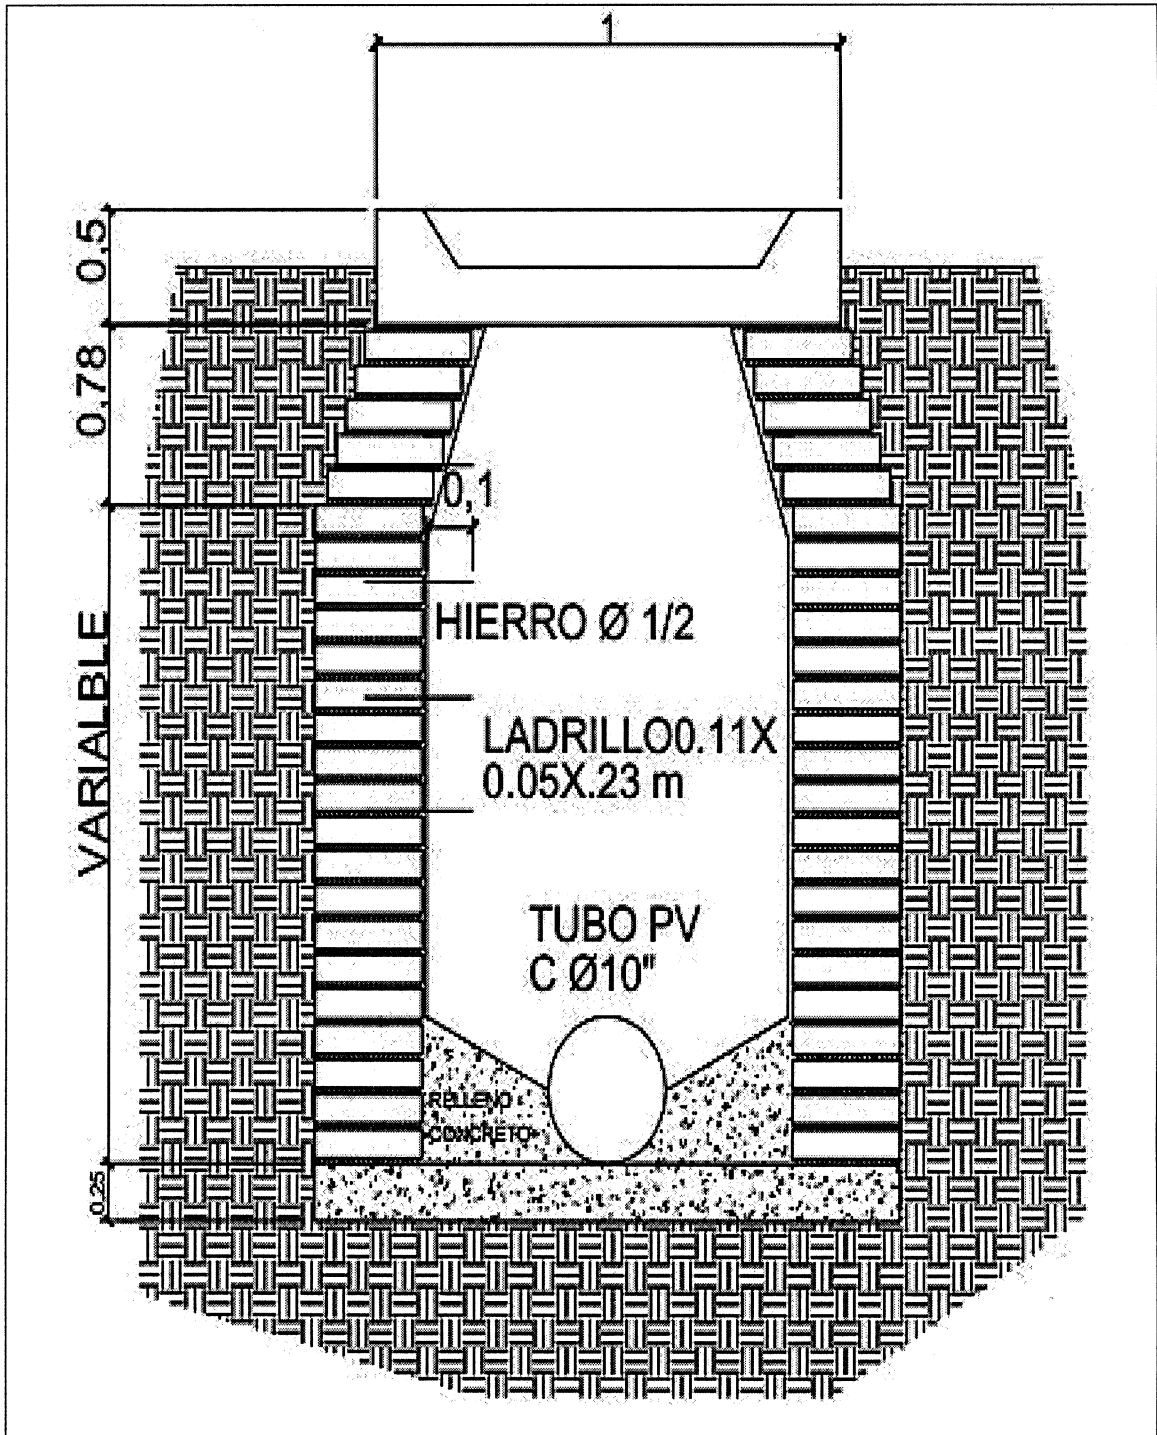 1
0,5
0,78
0,1
HIERRO Ø 1/2
VARIALBLE
LADRILLO0.11X
0.05X.23 m
TUBO PV
C Ø10"
RELLENO
CONCRETO
0,25